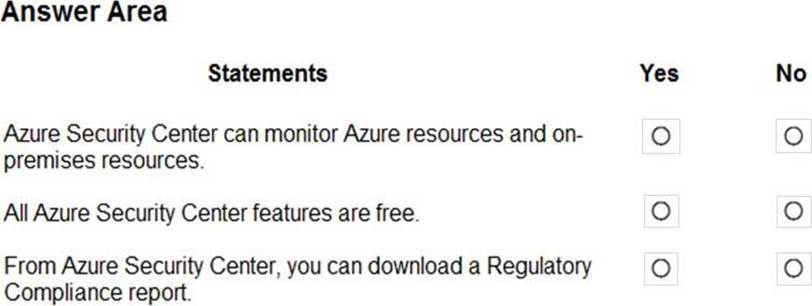 Answer Area
Statements Yes No
Azure Security Center can monitor Azure resources and on-
premises resources.
All Azure Security Center features are free.
From Azure Security Center, you can download a Regulatory
Compliance report.